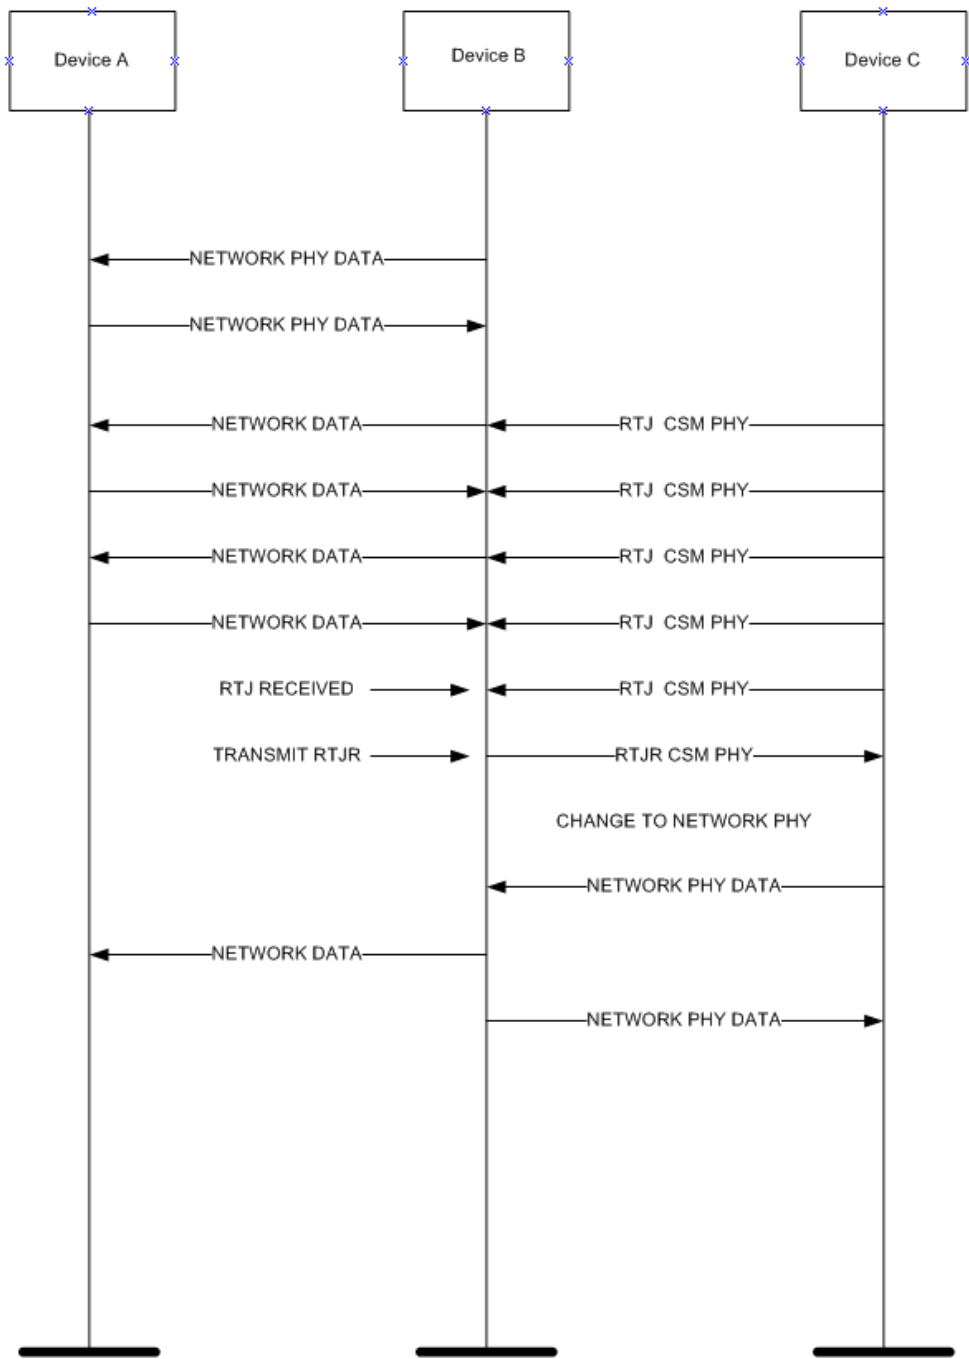 Device A
Device B
Device C
NETWORK PHY DATA
NETWORK PHY DATA
NETWORK DATA
RTJ CSM PHY
NETWORK DATA
RTJ CSM PHY
NETWORK DATA
RTJ CSM PHY
NETWORK DATA
RTJ CSM PHY
RTJ RECEIVED
RTJ CSM PHY
TRANSMIT RTJR
RTJR CSM PHY
CHANGE TO NETWORK PHY
NETWORK PHY DATA
NETWORK DATA
NETWORK PHY DATA